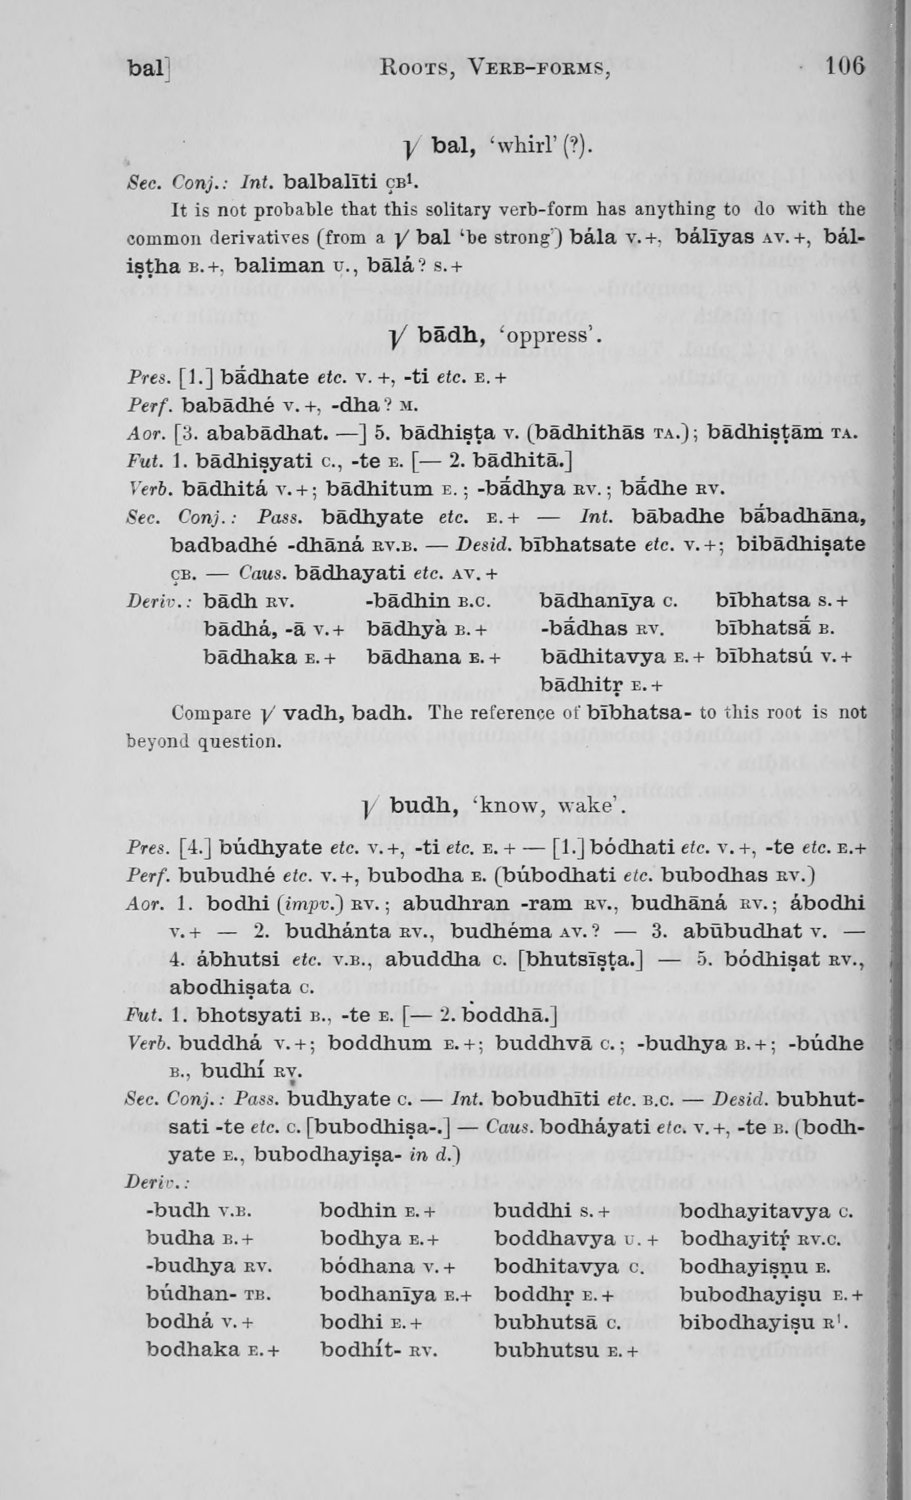 bal] ROOTS, VERB-FORMS, 106
√ bal, ‘whirl’ (?).
Sec. Conj.: Int. balbalīti ÇB¹.
It is not probable that this solitary verb-form has anything to do with the
common derivatives (from a √ bal ‘be strong’) bála V.+, bálīyas AV.+, bál-
iṣṭha B.+, baliman U., bālá? S.+
√ bādh, ‘oppress’.
Pres. [1.] bā́dhate etc. V.+, -ti etc. E.+
Perf. babādhé V.+, -dha? M.
Aor. [3. ababādhat. —] 5. bādhiṣṭa V. (bādhithās TA.); bādhiṣṭām TA.
Fut. 1. bādhiṣyati C., -te E. [— 2. bādhitā.]
Verb. bādhitá V.+; bādhitum E.; -bā́dhya RV.; bā́dhe RV.
Sec. Conj.: Pass. bādhyate etc. E.+ — Int. bābadhe bā́badhāna,
badbadhé -dhāná RV.B. — Desid. bībhatsate etc. V.+; bibādhiṣate
ÇB. — Caus. bādhayati etc. AV.+
Deriv.: bādh RV. -bādhin B.C. bādhanīya C. bībhatsa S.+
bādhá, -ā V.+ bādhyà B.+ -bā́dhas RV. bībhatsā́ B.
bādhaka E.+ bādhana E.+ bādhitavya E.+ bībhatsú V.+
bādhitṛ E.+
Compare √ vadh, badh. The reference of bībhatsa- to this root is not
beyond question.
√ budh, ‘know, wake’.
Pres. [4.] búdhyate etc. V.+, -ti etc. E.+ — [1.] bódhati etc. V.+, -te etc. E.+
Perf. bubudhé etc. V.+, bubodha E. (búbodhati etc. bubodhas RV.)
Aor. 1. bodhi (impv.) RV.; abudhran -ram RV., budhāná RV.; ábodhi
V.+ — 2. budhánta RV., budhéma AV.? — 3. abūbudhat V. —
4. ábhutsi etc. V.B., abuddha C. [bhutsīṣṭa.] — 5. bódhiṣat RV.,
abodhiṣata C.
Fut. 1. bhotsyati B., -te E. [— 2. boddhā.]
Verb. buddhá V.+; boddhum E.+; buddhvā C.; -budhya B.+; -búdhe
B., budhí RV.
Sec. Conj.: Pass. budhyate C. — Int. bobudhīti etc. B.C. — Desid. bubhut-
sati -te etc. C. [bubodhiṣa-.] — Caus. bodháyati etc. V.+, -te B. (bodh-
yate E., bubodhayiṣa- in d.)
Deriv.:
-budh V.B. bodhin E.+ buddhi S.+ bodhayitavya C.
budha B.+ bodhya E.+ boddhavya U.+ bodhayitṛ́ RV.C.
-budhya RV. bódhana V.+ bodhitavya C. bodhayiṣṇu E.
búdhan- TB. bodhanīya E.+ boddhṛ E.+ bubodhayiṣu E.+
bodhá V.+ bodhi E.+ bubhutsā C. bibodhayiṣu R¹.
bodhaka E.+ bodhít- RV. bubhutsu E.+